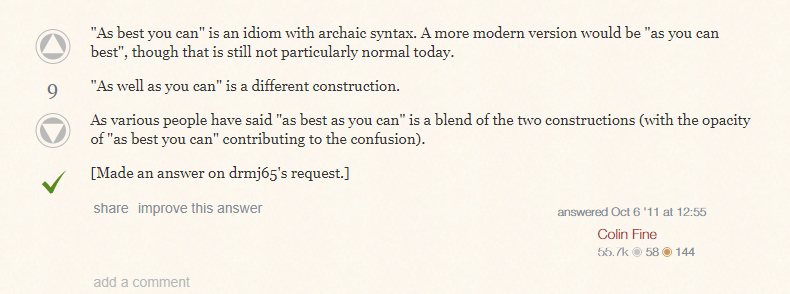 "As best you can" is an idiom with archaic syntax. A more modern version would be "as you can
best", though that is still not particularly normal today.
9
"As well as you can" is a different construction.
As various people have said "as best as you can" is a blend of the two constructions (with the opacity
of "as best you can" contributing to the confusion).
[Made an answer on drmj65's request.]
share improve this answer
answered Oct 6 '11 at 12:55
Colin Fine
55.7k 58 144
add a comment